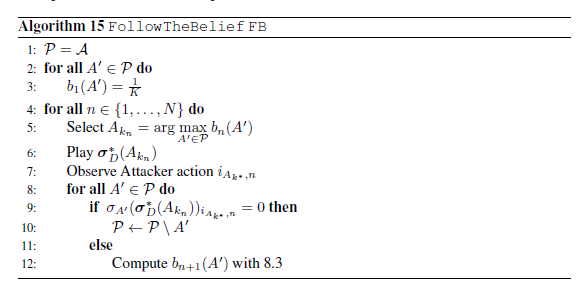 Algorithm 15 FollowTheBelief FB
1: 𝒫 = 𝒜
2: for all A′ ∈ 𝒫 do
3: b₁(A′) = 1/K
4: for all n ∈ {1, . . . , N} do
5: Select A_{k_n} = arg max_{A′∈𝒫} b_n(A′)
6: Play σ*_D(A_{k_n})
7: Observe Attacker action i_{A_{k*},n}
8: for all A′ ∈ 𝒫 do
9: if σ_{A′}(σ*_D(A_{k_n}))_{i_{A_{k*},n}} = 0 then
10: 𝒫 ← 𝒫 \ A′
11: else
12: Compute b_{n+1}(A′) with 8.3